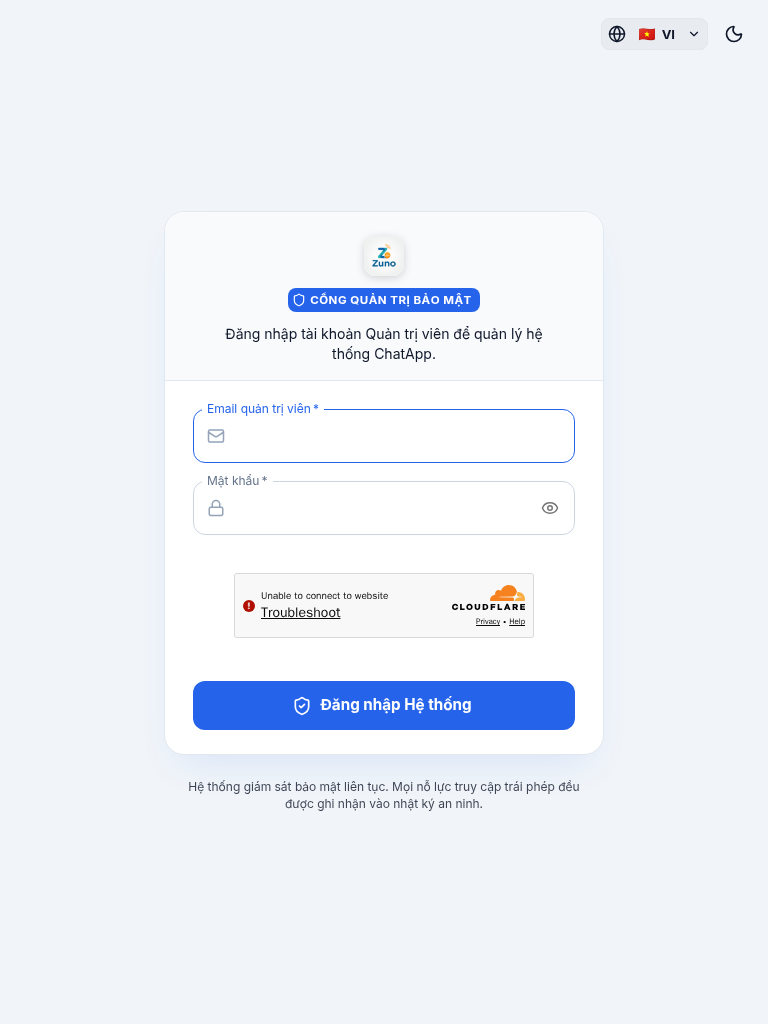 VI
Zuno
CỔNG QUẢN TRỊ BẢO MẬT
Đăng nhập tài khoản Quản trị viên để quản lý hệ
thống ChatApp.
Email quản trị viên *
Mật khẩu *
Unable to connect to website
Troubleshoot
CLOUDFLARE
Privacy • Help
Đăng nhập Hệ thống
Hệ thống giám sát bảo mật liên tục. Mọi nỗ lực truy cập trái phép đều
được ghi nhận vào nhật ký an ninh.